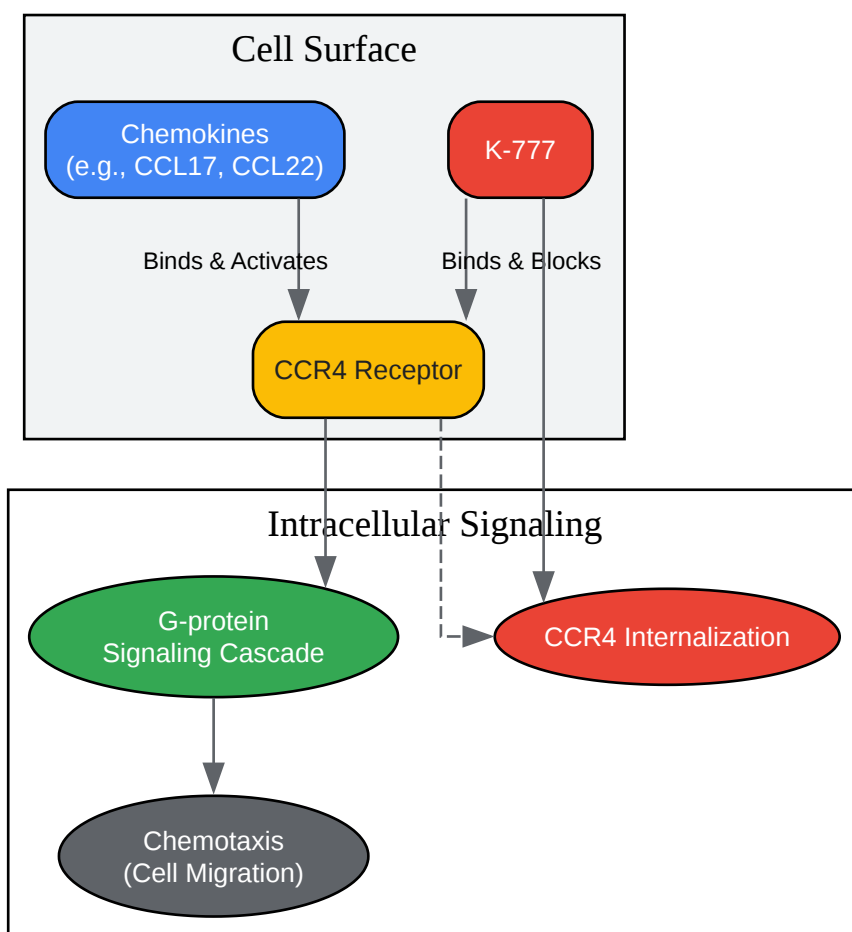 Cell Surface
Chemokines
(e.g., CCL17, CCL22)
K-777
Binds & Activates
Binds & Blocks
CCR4 Receptor
Intracellular Signaling
G-protein
Signaling Cascade
CCR4 Internalization
Chemotaxis
(Cell Migration)